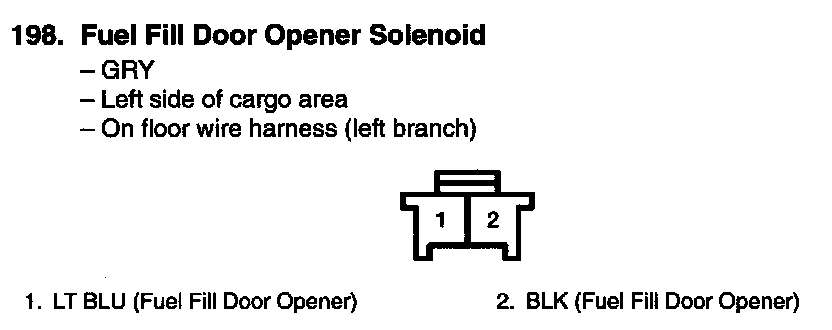 198. Fuel Fill Door Opener Solenoid
– GRY
– Left side of cargo area
– On floor wire harness (left branch)
1 2
1. LT BLU (Fuel Fill Door Opener) 2. BLK (Fuel Fill Door Opener)